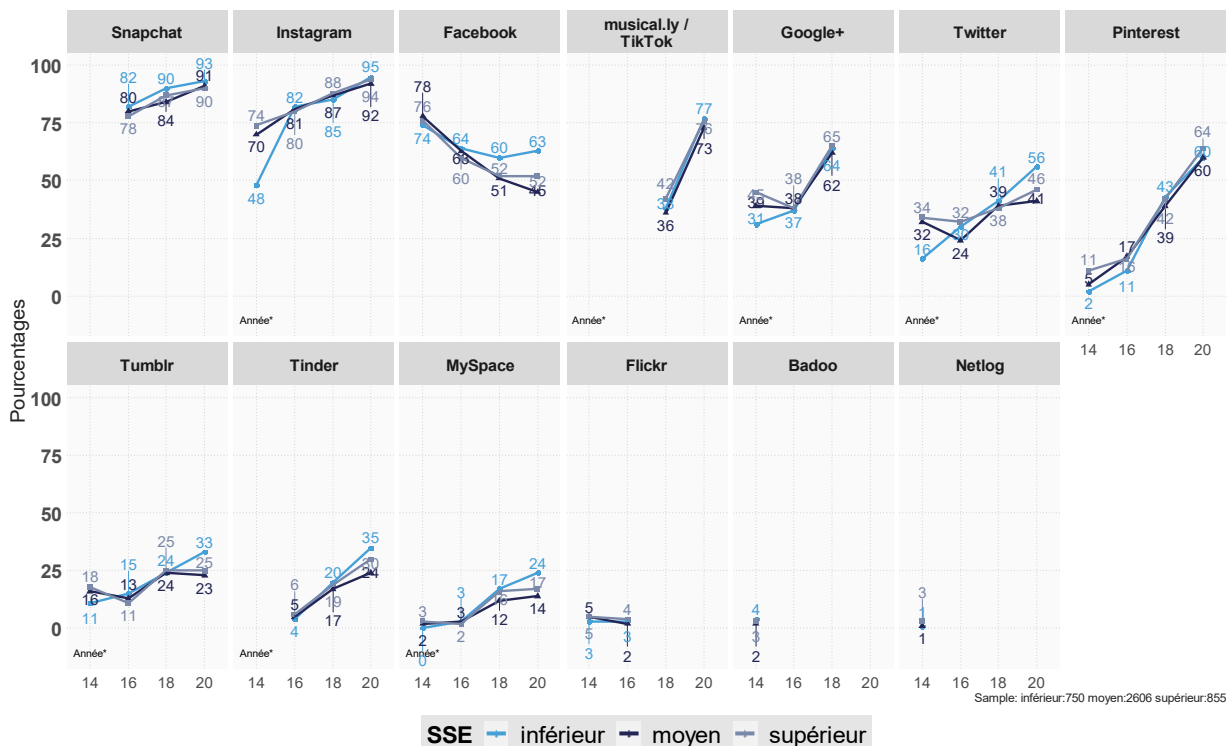 Snapchat
Instagram
Facebook
musical.ly /
TikTok
Google+
Twitter
Pinterest
Pourcentages
100
75
50
25
0
82 90 93
80 84 91
78 90
74 82 88 95
70 81 87 94
48 80 85 92
78
76 64 60 63
74 63 52 52
60 51 45
42 77
36 73
45 38 65
39 38 64
31 37 62
34 32 41 56
32 30 39 46
16 24 38 41
11 17 43 64
5 16 42 60
2 11 39 60
Année*
Année*
Année*
Année*
Année*
14 16 18 20
Tumblr
Tinder
MySpace
Flickr
Badoo
Netlog
100
75
50
25
0
18 15 25 33
16 13 24 25
11 11 24 23
6 20 35
5 19 30
4 17 24
3 3 17 24
2 3 16 17
0 2 12 14
5 4
5 3
3 2
4
3
2
3
1
1
Année*
Année*
Année*
14 16 18 20
14 16 18 20
14 16 18 20
14 16 18 20
14 16 18 20
14 16 18 20
Sample: inférieur:750 moyen:2606 supérieur:855
SSE inférieur moyen supérieur